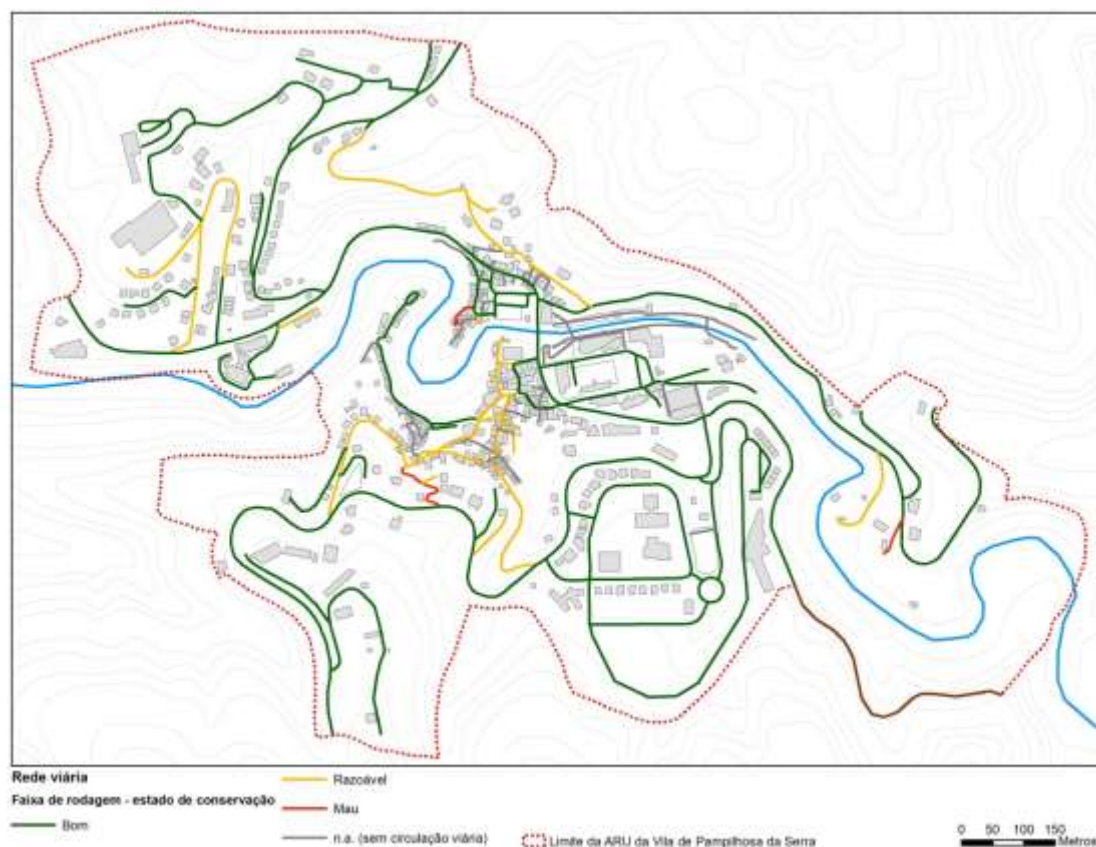 Rede viária
Faixa de rodagem - estado de conservação
Bom
Razoável
Mau
n.a. (sem circulação viária)
Limite da ARU da Vila de Pampilhosa da Serra
0 50 100 150
Metros